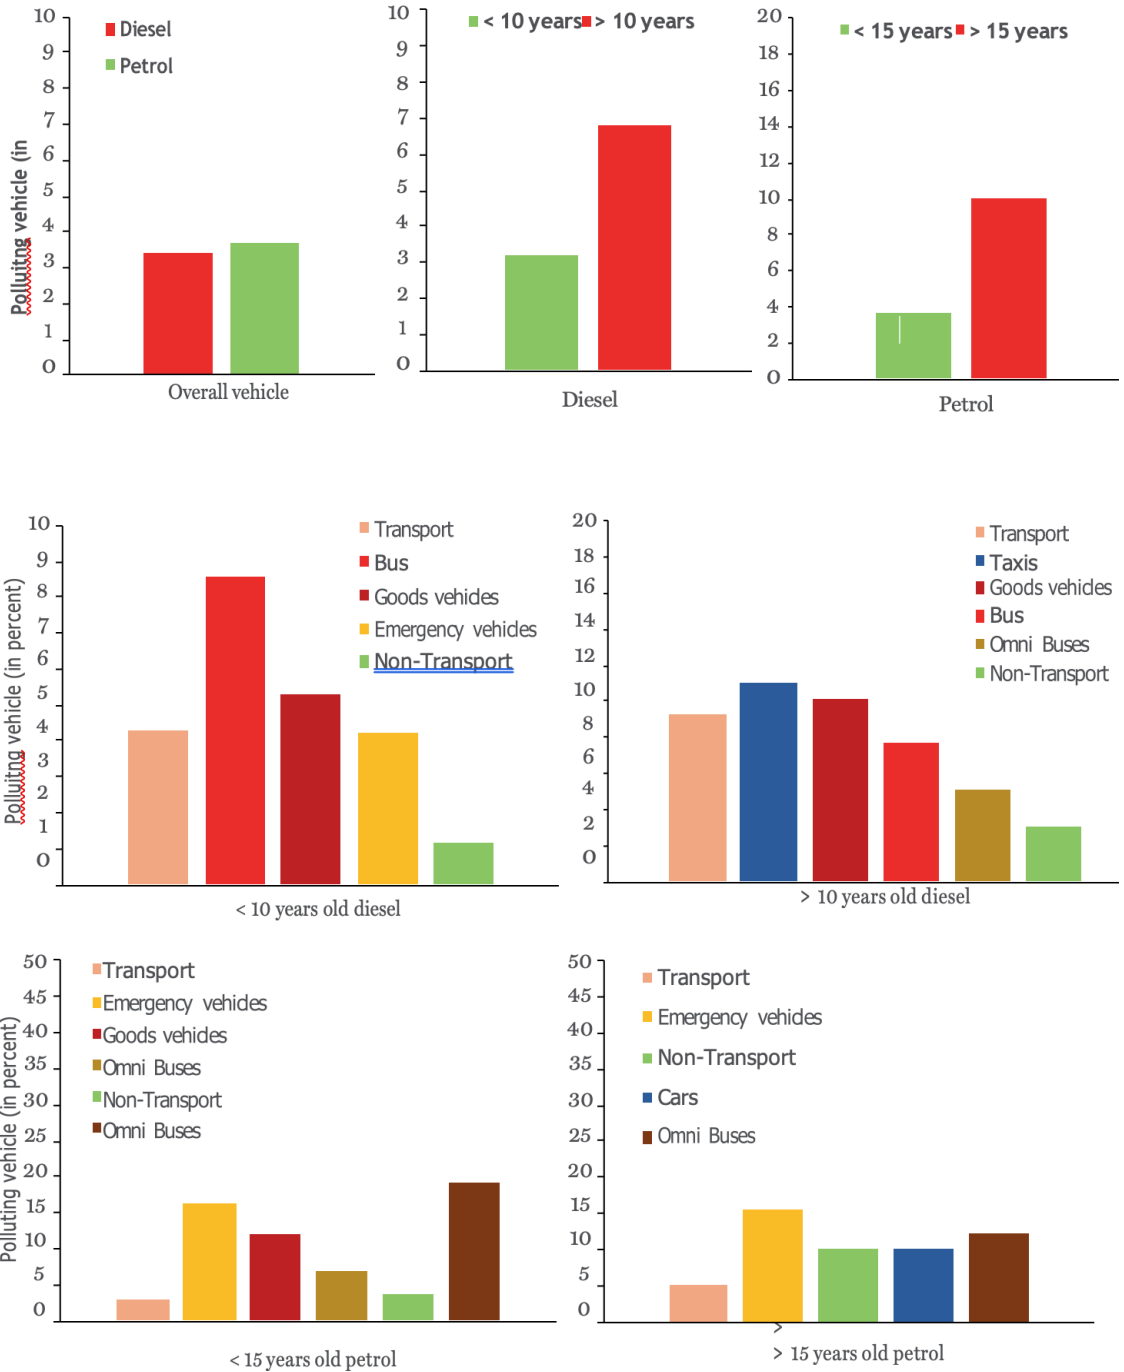 10
9
8
7
6
5
4
3
2
1
0
Polluitng vehicle (in
Diesel
Petrol
Overall vehicle
10
9
8
7
6
5
4
3
2
1
0
< 10 years > 10 years
Diesel
20
18
16
14
12
10
8
6
4
2
0
< 15 years > 15 years
Petrol
10
9
8
7
6
5
4
3
2
1
0
Polluitng vehicle (in percent)
Transport
Bus
Goods vehicles
Emergency vehicles
Non-Transport
< 10 years old diesel
20
18
16
14
12
10
8
6
4
2
0
Transport
Taxis
Goods vehicles
Bus
Omni Buses
Non-Transport
> 10 years old diesel
50
45
40
35
30
25
20
15
10
5
0
Polluting vehicle (in percent)
Transport
Emergency vehicles
Goods vehicles
Omni Buses
Non-Transport
Omni Buses
< 15 years old petrol
50
45
40
35
30
25
20
15
10
5
0
Transport
Emergency vehicles
Non-Transport
Cars
Omni Buses
>
> 15 years old petrol